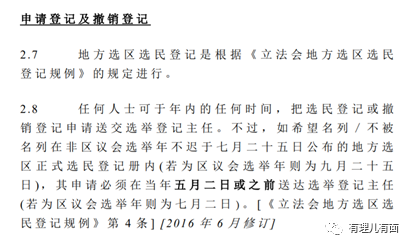 申请登记及撤销登记
2.7 地方选区选民登记是根据《立法会地方选区选民
登记规例》的规定进行。
2.8 任何人士可于年内的任何时间，把选民登记或撤
销登记申请送交选举登记主任。不过，如希望名列／不被
名列在非区议会选举年不迟于七月二十五日公布的地方选
区正式选民登记册内(若为区议会选举年则为九月二十五
日)，其申请必须在当年五月二日或之前送达选举登记主任
(若为区议会选举年则为七月二日)。[《立法会地方选区选
民登记规例》第 4条] [2016 年 6月修订]
有理儿有面